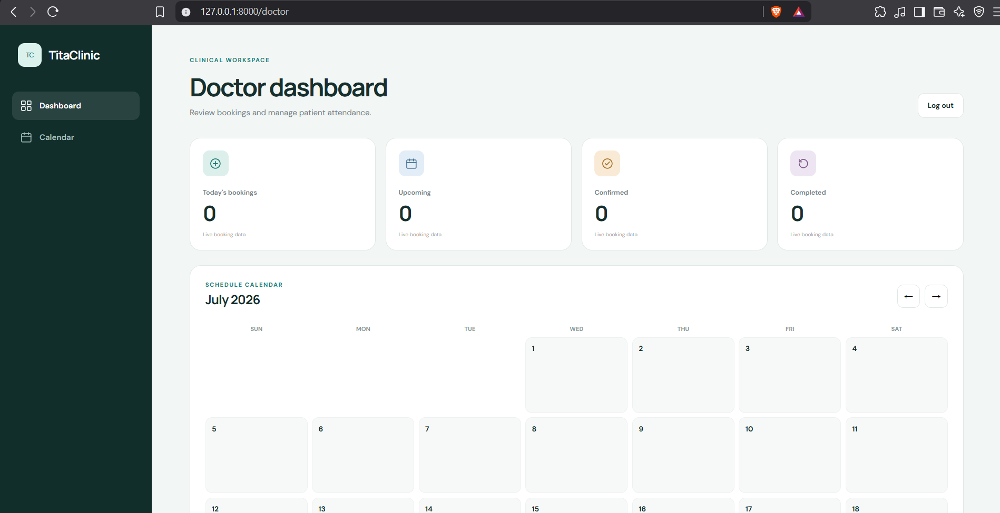 127.0.0.1:8000/doctor
TC
TitaClinic
Dashboard
Calendar
CLINICAL WORKSPACE
Doctor dashboard
Review bookings and manage patient attendance.
Log out
Today's bookings
0
Live booking data
Upcoming
0
Live booking data
Confirmed
0
Live booking data
Completed
0
Live booking data
SCHEDULE CALENDAR
July 2026
← →
SUN MON TUE WED THU FRI SAT
1 2 3 4
5 6 7 8 9 10 11
12 13 14 15 16 17 18